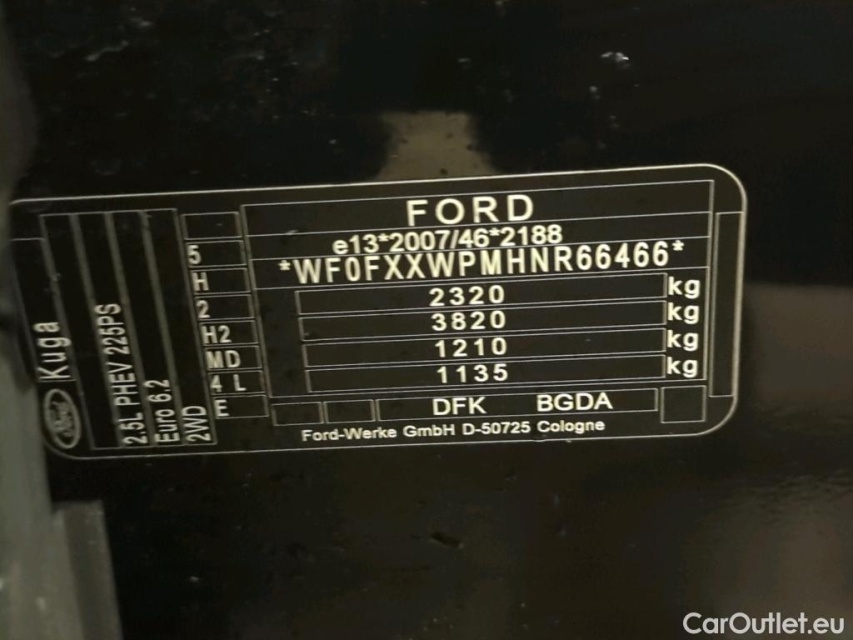 FORD
e13*2007/46*2188
*WF0FXXWPMHNR66466*
2320 kg
3820 kg
1210 kg
1135 kg
DFK BGDA
Ford-Werke GmbH D-50725 Cologne
5
H
2
H2
MD
4 L
E
Kuga
Ford
2.5L PHEV 225PS
Euro 6.2
2WD
CarOutlet.eu